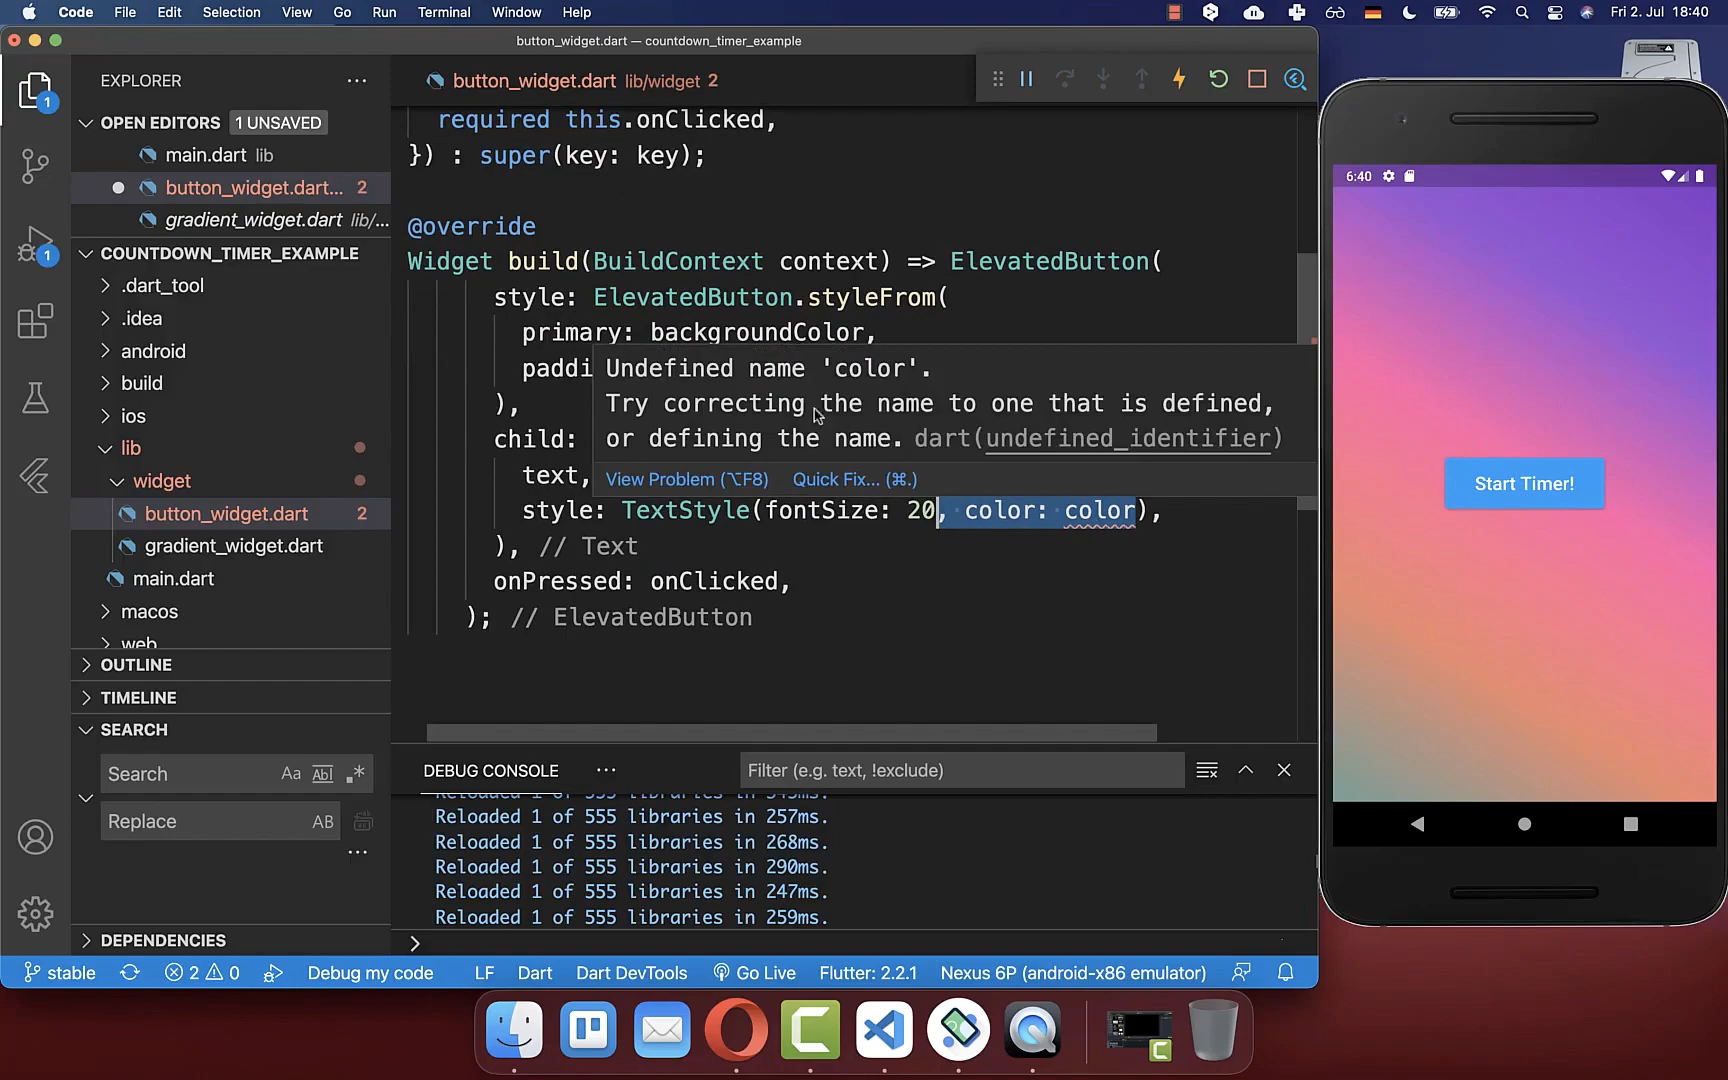 Code File Edit Selection View Go Run Terminal Window Help Fri 2. Jul 18:40
button_widget.dart — countdown_timer_example
EXPLORER
OPEN EDITORS 1 UNSAVED
main.dart lib
button_widget.dart... 2
gradient_widget.dart lib/...
COUNTDOWN_TIMER_EXAMPLE
.dart_tool
.idea
android
build
ios
lib
widget
button_widget.dart 2
gradient_widget.dart
main.dart
macos
web
OUTLINE
TIMELINE
SEARCH
Search Aa Abl .*
Replace AB
DEPENDENCIES
1
1
button_widget.dart lib/widget 2
required this.onClicked,
}) : super(key: key);
@override
Widget build(BuildContext context) => ElevatedButton(
style: ElevatedButton.styleFrom(
primary: backgroundColor,
paddi
),
child:
text,
Undefined name 'color'.
Try correcting the name to one that is defined,
or defining the name. dart(undefined_identifier)
View Problem (⌥F8) Quick Fix... (⌘.)
style: TextStyle(fontSize: 20, color: color),
), // Text
onPressed: onClicked,
); // ElevatedButton
DEBUG CONSOLE
Filter (e.g. text, !exclude)
Reloaded 1 of 555 libraries in 257ms.
Reloaded 1 of 555 libraries in 268ms.
Reloaded 1 of 555 libraries in 290ms.
Reloaded 1 of 555 libraries in 247ms.
Reloaded 1 of 555 libraries in 259ms.
stable 2 0 Debug my code LF Dart Dart DevTools Go Live Flutter: 2.2.1 Nexus 6P (android-x86 emulator)
6:40
Start Timer!